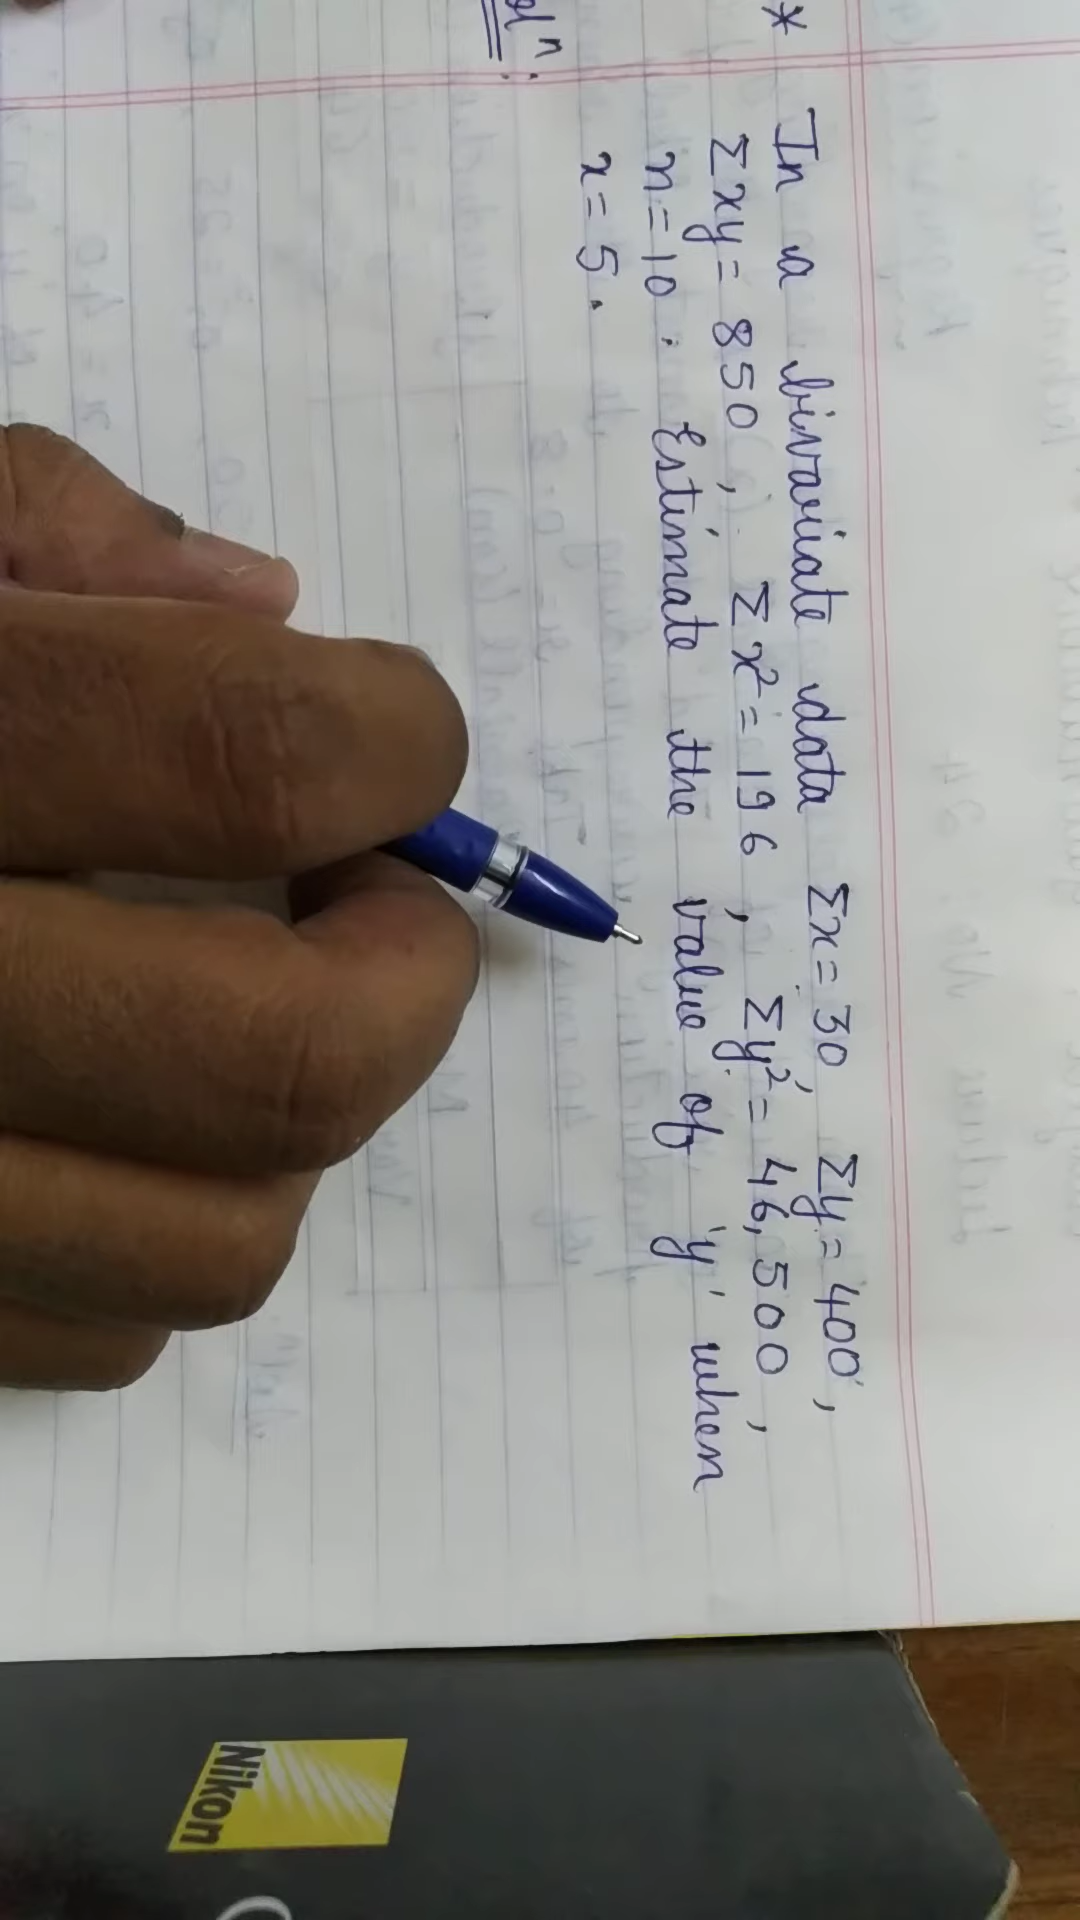 * In a bivariate data Σx = 30, Σy = 400,
Σxy = 850, Σx² = 196, Σy² = 46,500,
n = 10. Estimate the value of 'y' when
x = 5.
Nikon